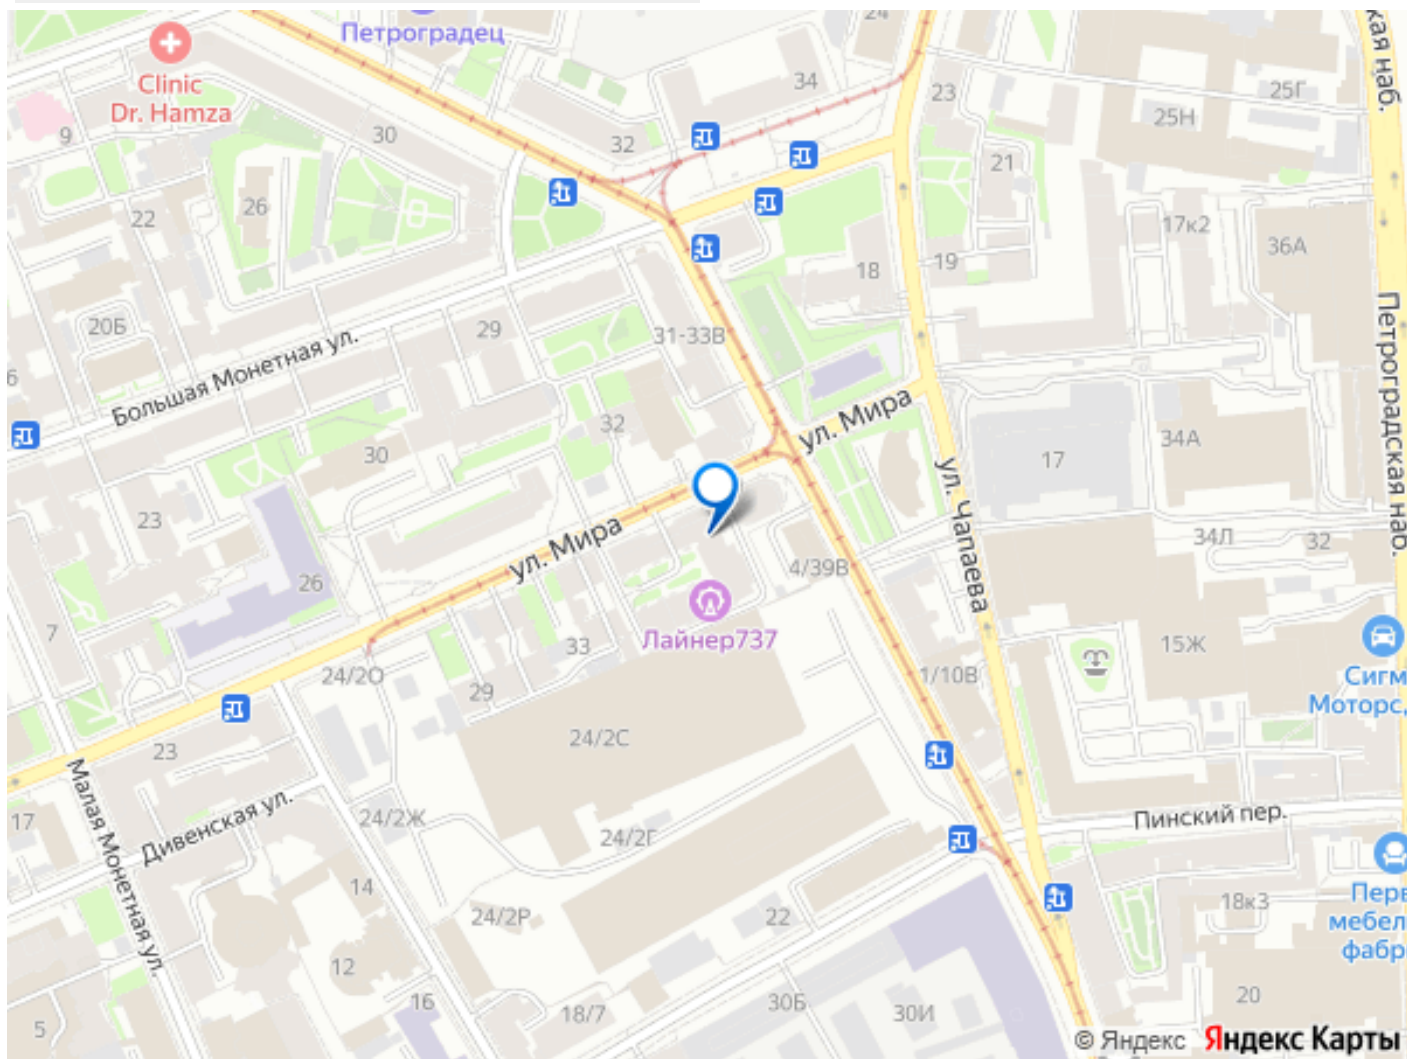 Петроградец
24
кая наб.
Clinic
Dr. Hamza
34
23
25Г
25Н
9
30
32
21
22
26
17к2
36А
18
19
20Б
29
31-33В
Петроградская наб.
Большая Монетная ул.
6
32
ул. Мира
34А
30
17
ул. Чапаева
23
ул. Мира
34Л
32
26
4/39В
7
Лайнер737
33
15Ж
24/2О
29
1/10В
Сигм
Моторс,
23
24/2С
Малая Монетная ул.
Дивенская ул.
17
24/2Ж
24/2Г
Пинский пер.
14
24/2Р
22
18к3
Перв
мебел
фабр
12
16
18/7
30Б
30И
20
5
© Яндекс Яндекс Карты